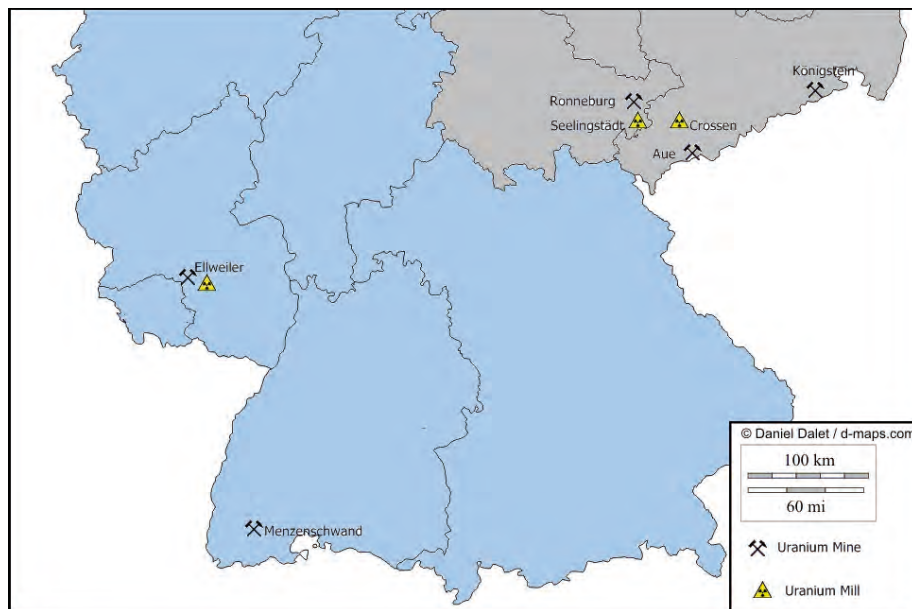 Königstein
Ronneburg
Seelingstädt
Crossen
Aue
Ellweiler
Menzenschwand
© Daniel Dalet / d-maps.com
100 km
60 mi
Uranium Mine
Uranium Mill